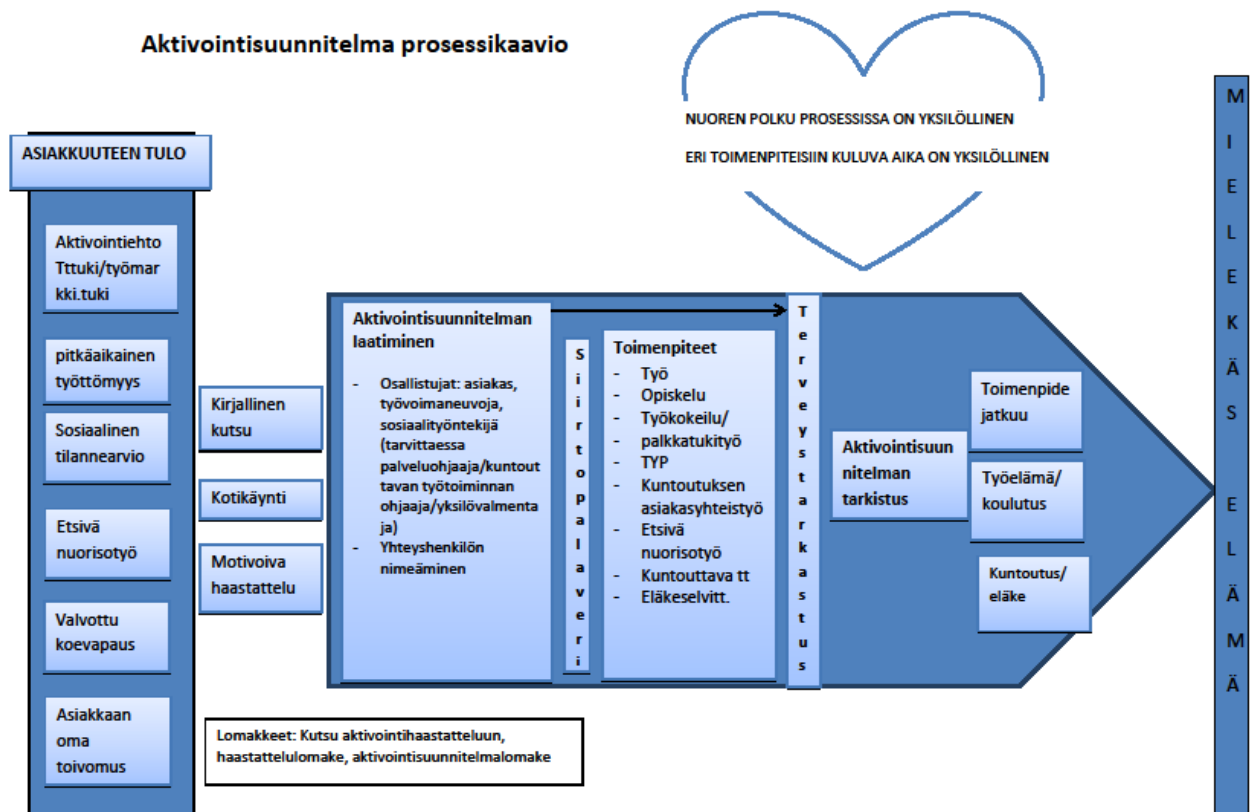 Aktivointisuunnitelma prosessikaavio
NUOREN POLKU PROSESSISSA ON YKSILÖLLINEN
ERI TOIMENPITEISIIN KULUVA AIKA ON YKSILÖLLINEN
ASIAKKUUTEEN TULO
Aktivointiehto
Tttuki/työmar
kki.tuki
pitkäaikainen
työttömyys
Sosiaalinen
tilannearvio
Etsivä
nuorisotyö
Valvottu
koevapaus
Asiakkaan
oma
toivomus
Kirjallinen
kutsu
Kotikäynti
Motivoiva
haastattelu
Aktivointisuunnitelman
laatiminen
- Osallistujat: asiakas,
työvoimaneuvoja,
sosiaalityöntekijä
(tarvittaessa
palveluohjaaja/kuntout
tavan työtoiminnan
ohjaaja/yksilövalmenta
ja)
- Yhteyshenkilön
nimeäminen
Siirtopalaveri
Toimenpiteet
- Työ
- Opiskelu
- Työkokeilu/
- palkkatukityö
- TYP
- Kuntoutuksen
asiakasyhteistyö
- Etsivä
nuorisotyö
- Kuntouttava tt
- Eläkeselvitt.
Terveystarkastus
Aktivointisuun
nitelman
tarkistus
Toimenpide
jatkuu
Työelämä/
koulutus
Kuntoutus/
eläke
MIELEKÄS ELÄMÄ
Lomakkeet: Kutsu aktivointihaastatteluun,
haastattelulomake, aktivointisuunnitelmalomake